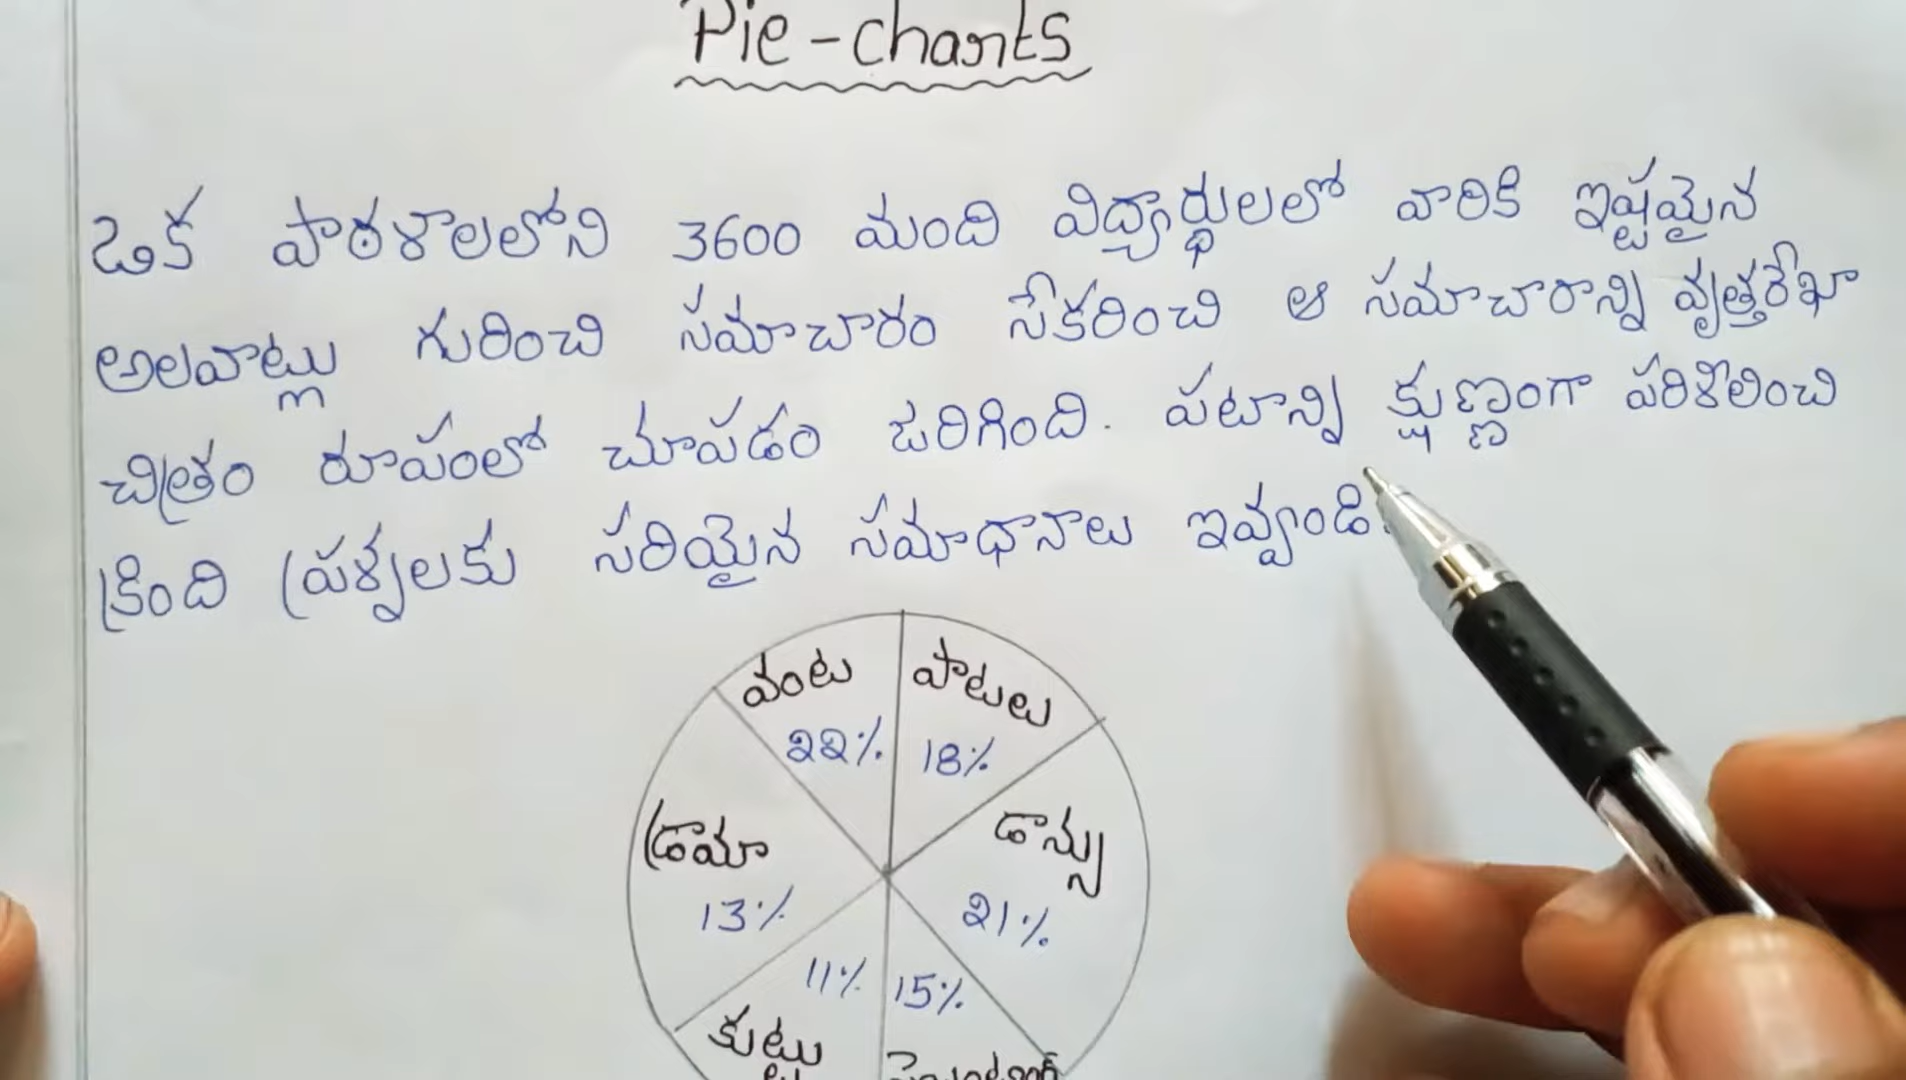 Pie - charts
ఒక పాఠశాలలోని 3600 మంది విద్యార్థులలో వారికి ఇష్టమైన
అలవాట్లు గురించి సమాచారం సేకరించి ఆ సమాచారాన్ని వృత్తరేఖా
చిత్రం రూపంలో చూపడం జరిగింది. పటాన్ని క్షుణ్ణంగా పరిశీలించి
క్రింది ప్రశ్నలకు సరియైన సమాధానాలు ఇవ్వండి.
వంట
22%
పాటలు
18%
డ్రామా
13%
డాన్సు
21%
11%
కుట్లు
15%